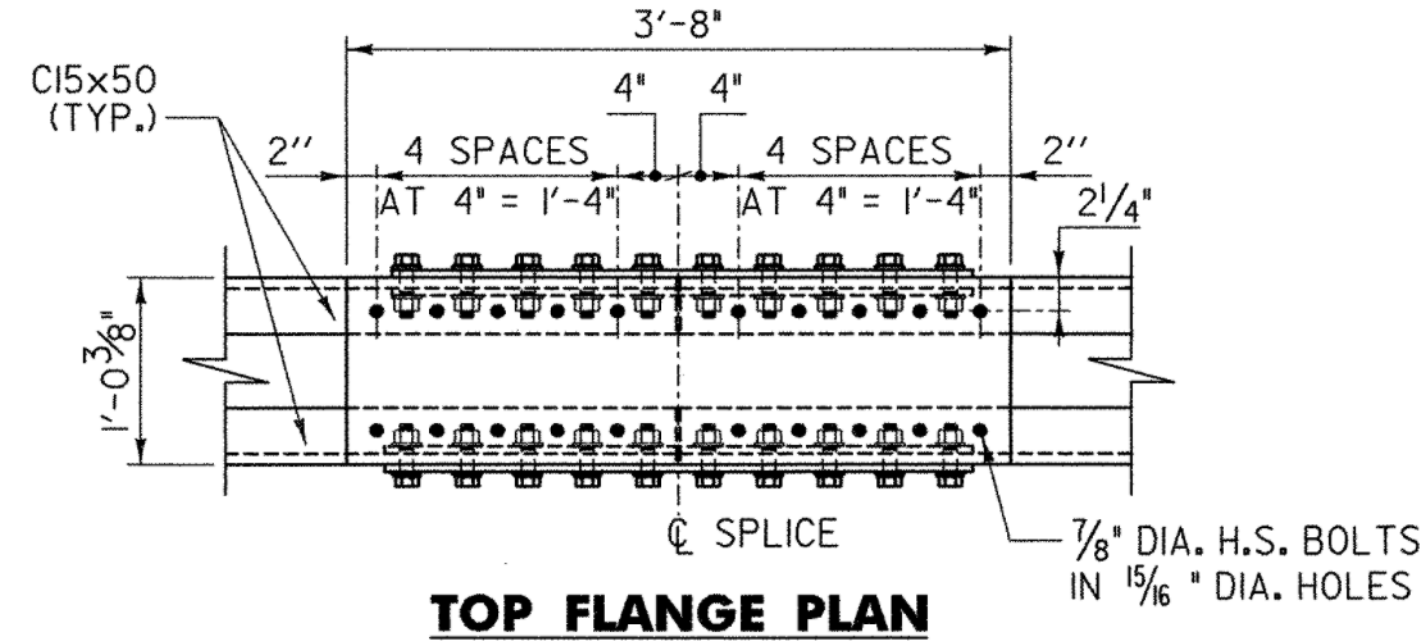 3'-8"
C15x50
(TYP.)
4" 4"
2'' 4 SPACES 4 SPACES 2''
AT 4" = 1'-4" AT 4" = 1'-4"
2 1/4"
1'-0 3/8"
℄ SPLICE
7/8" DIA. H.S. BOLTS
IN 15/16 " DIA. HOLES
TOP FLANGE PLAN